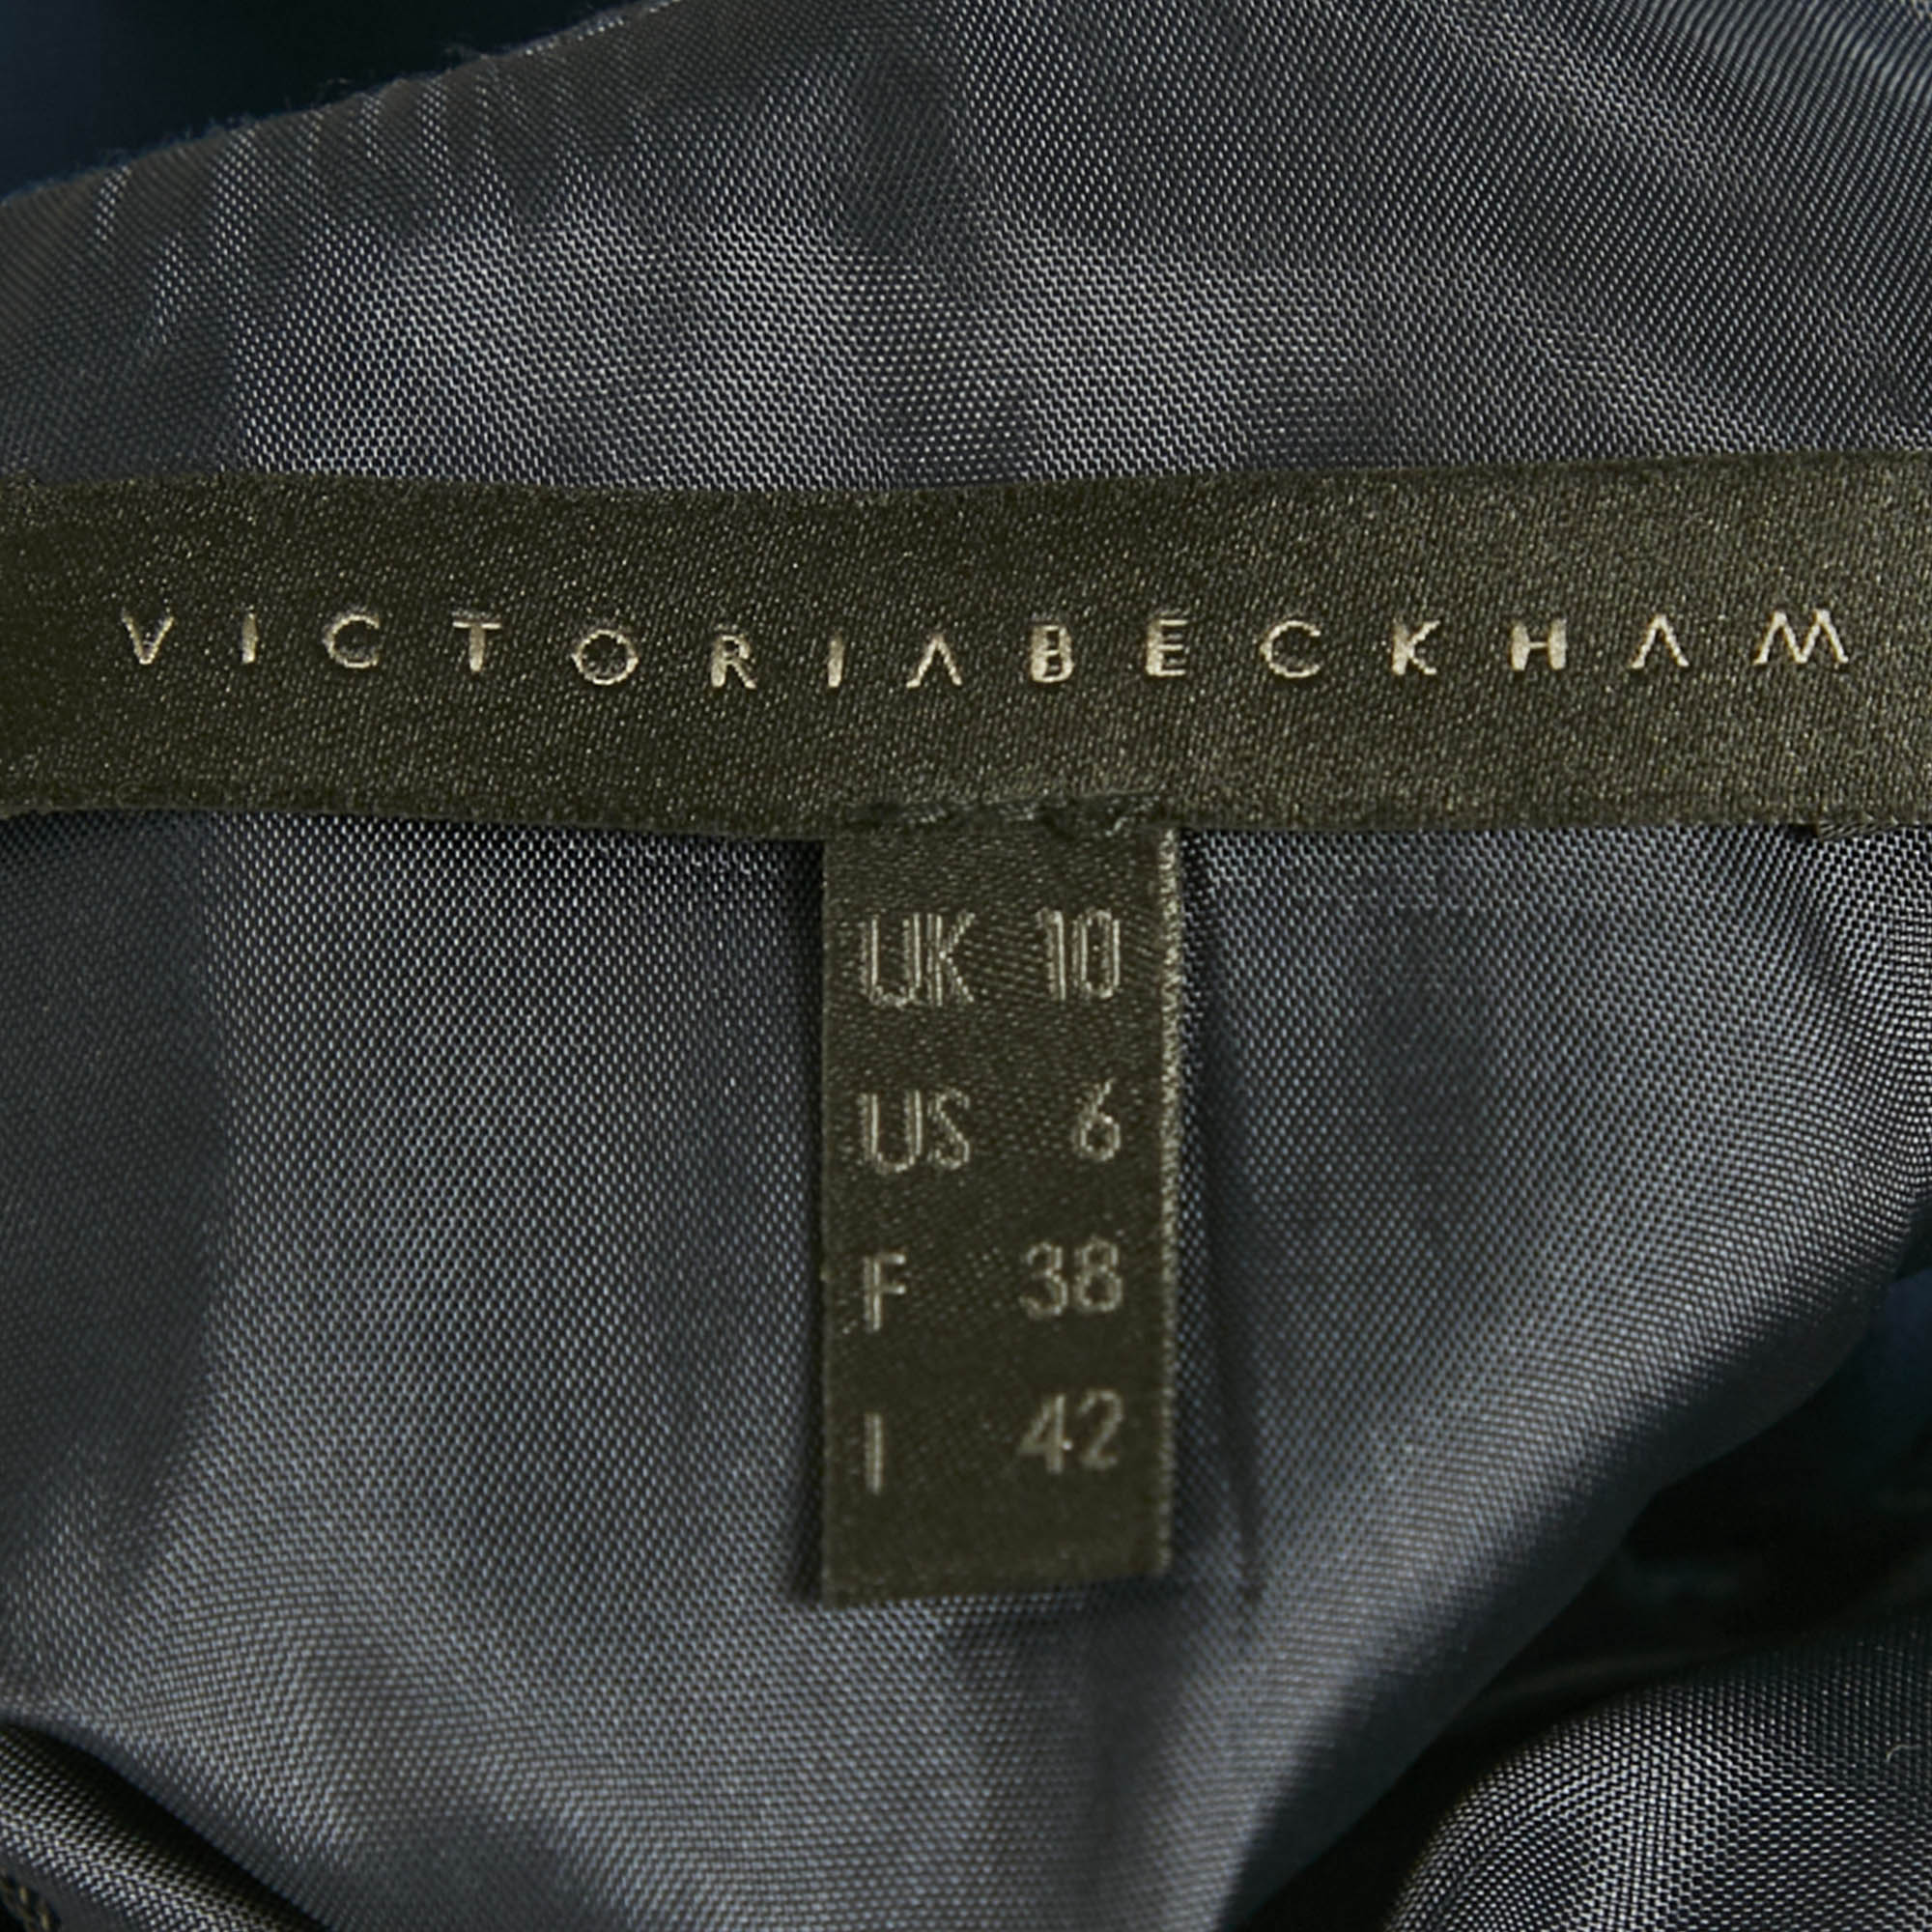 VICTORIABECKHAM
UK 10
US 6
F 38
I 42